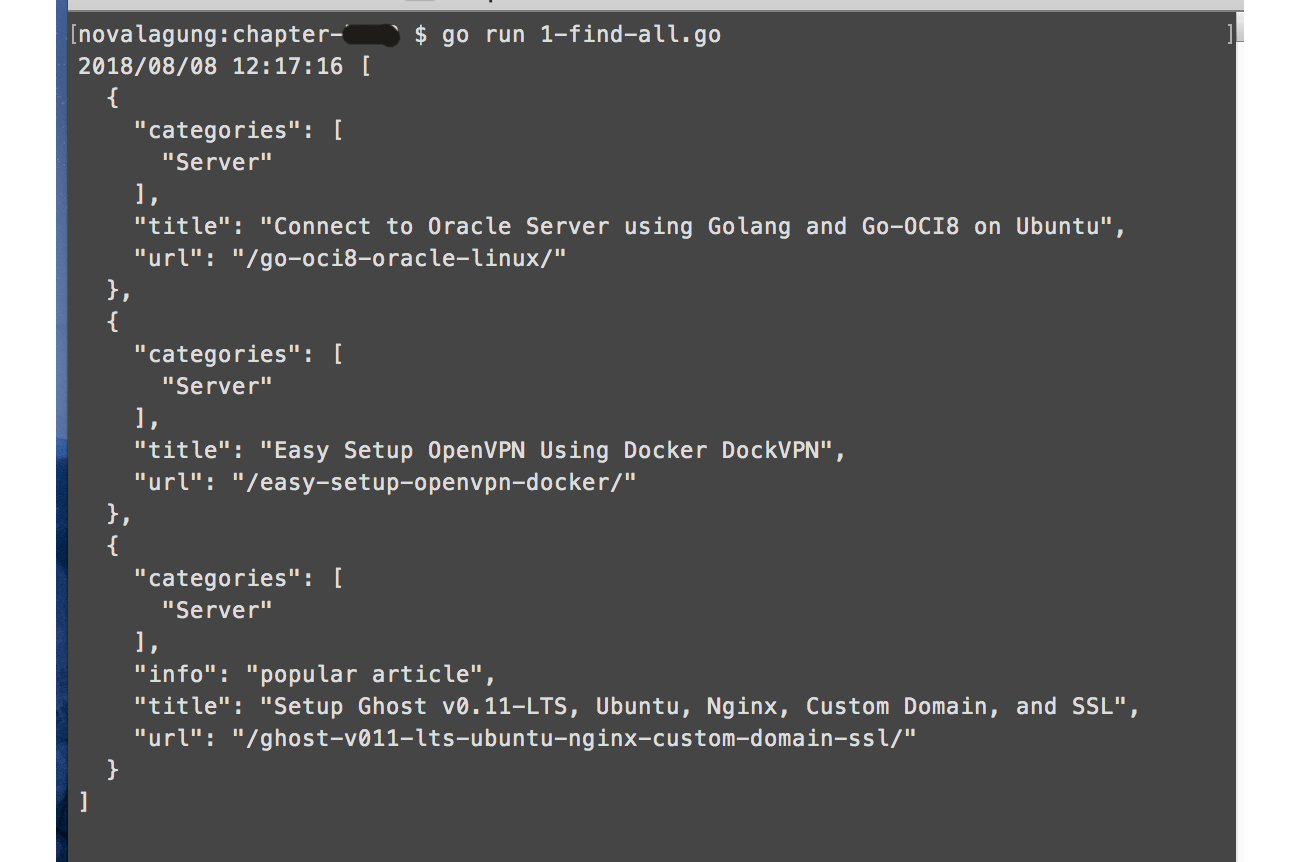 [novalagung:chapter- $ go run 1-find-all.go ]
2018/08/08 12:17:16 [
  {
    "categories": [
      "Server"
    ],
    "title": "Connect to Oracle Server using Golang and Go-OCI8 on Ubuntu",
    "url": "/go-oci8-oracle-linux/"
  },
  {
    "categories": [
      "Server"
    ],
    "title": "Easy Setup OpenVPN Using Docker DockVPN",
    "url": "/easy-setup-openvpn-docker/"
  },
  {
    "categories": [
      "Server"
    ],
    "info": "popular article",
    "title": "Setup Ghost v0.11-LTS, Ubuntu, Nginx, Custom Domain, and SSL",
    "url": "/ghost-v011-lts-ubuntu-nginx-custom-domain-ssl/"
  }
]